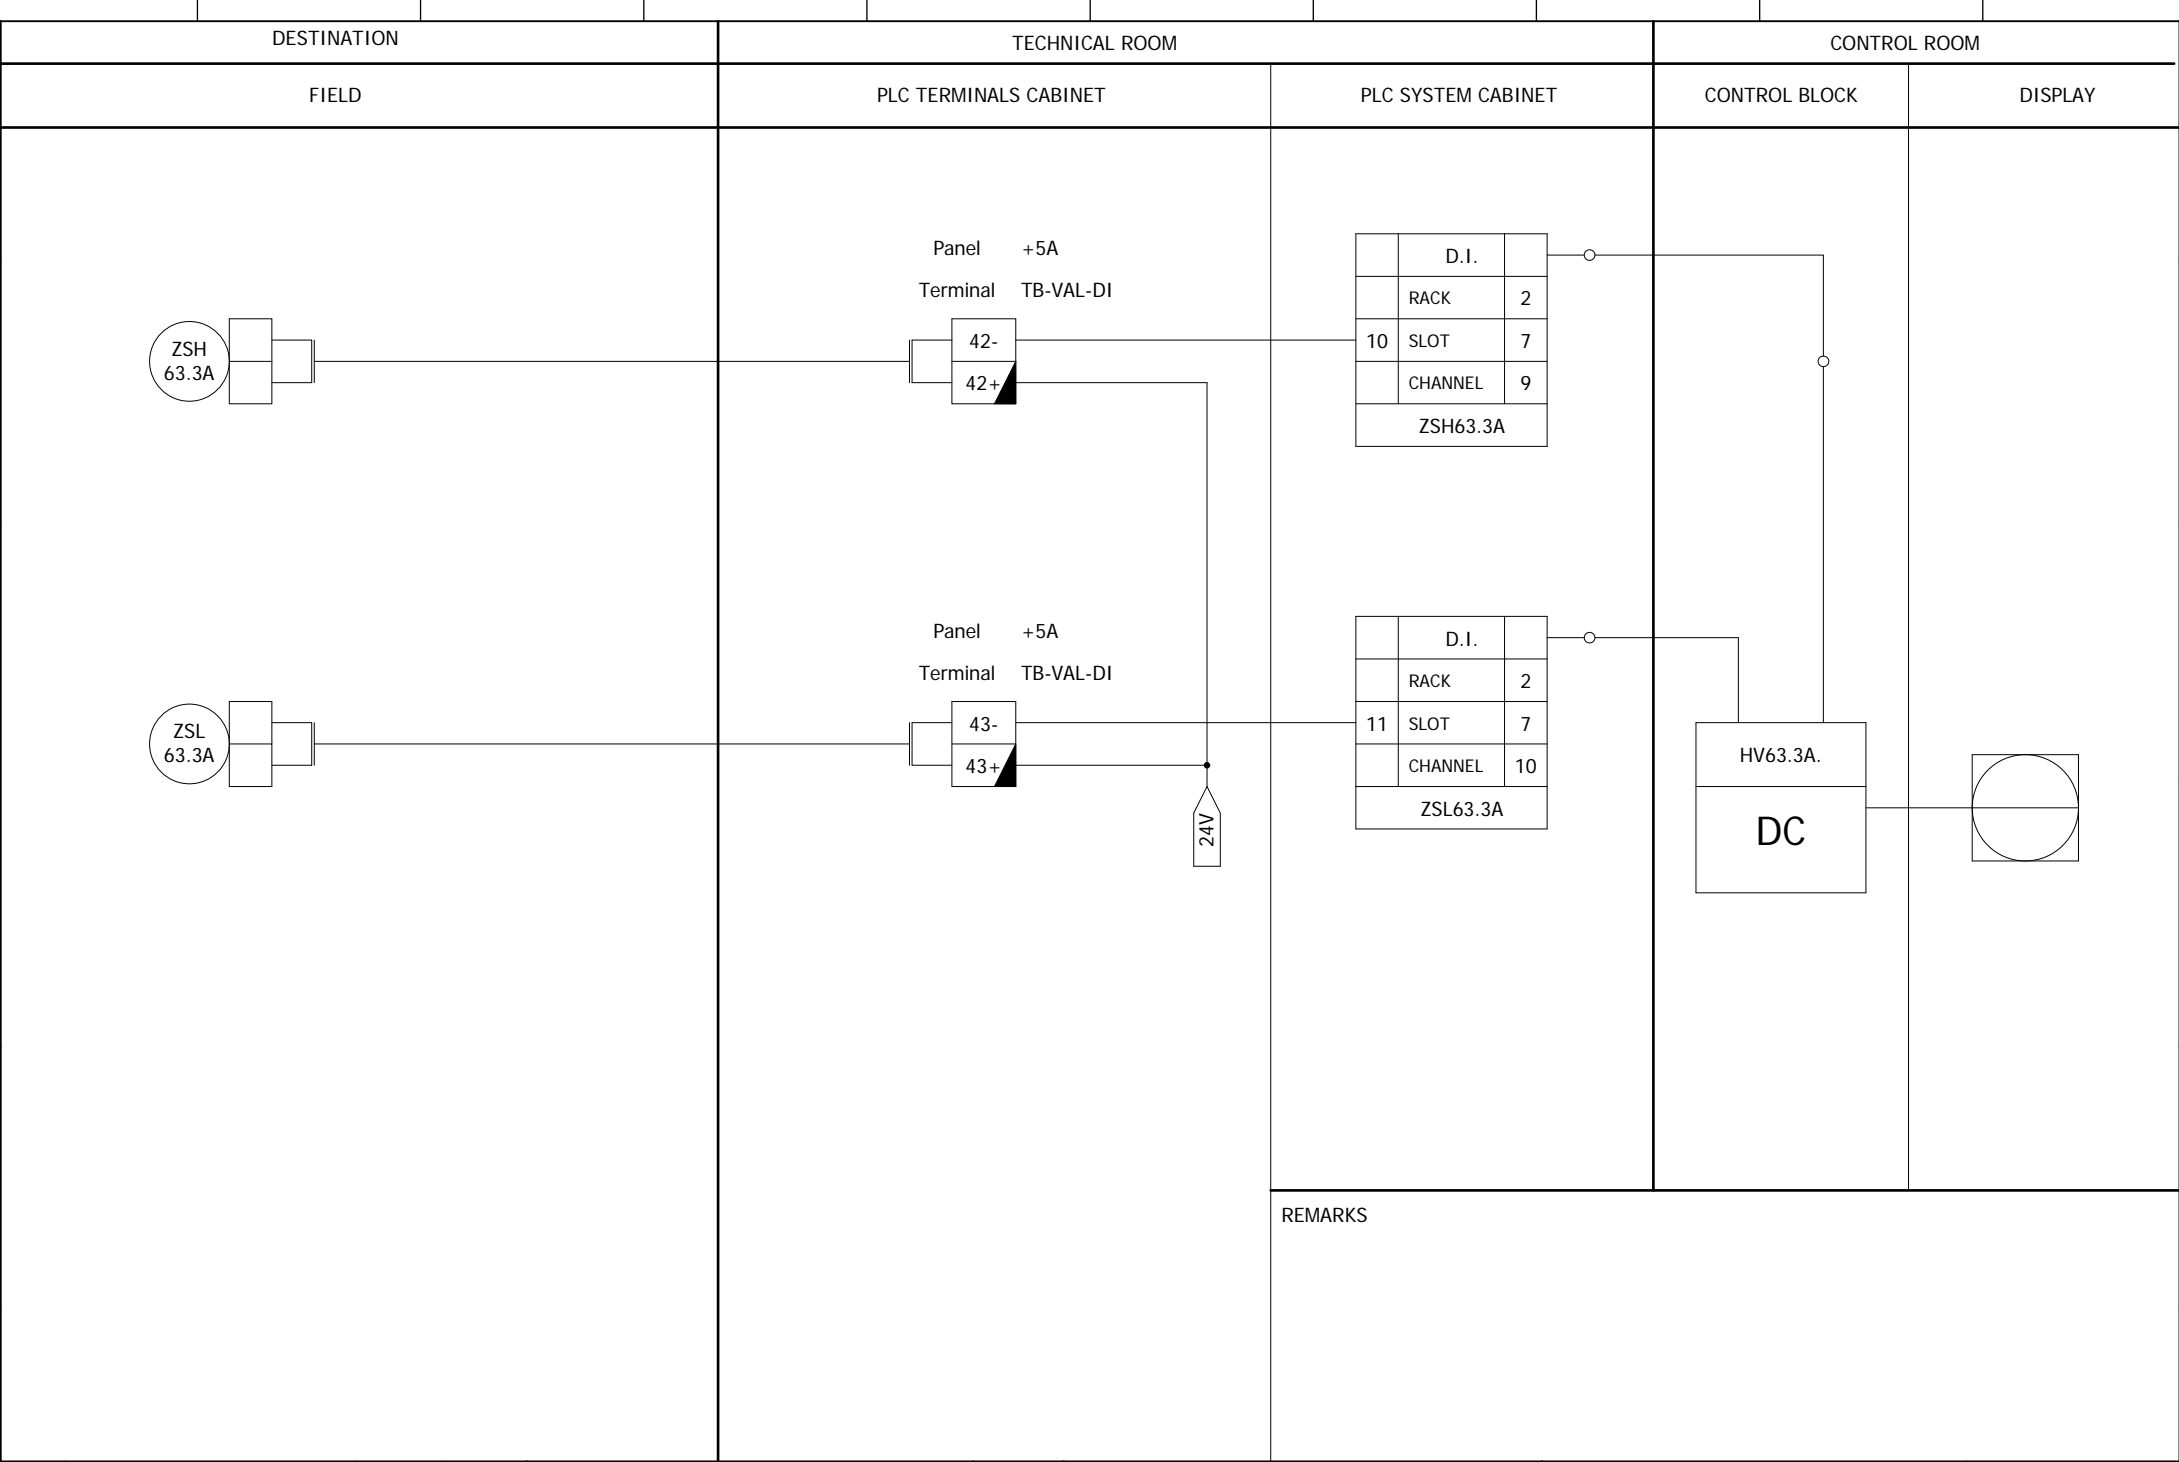 DESTINATION
TECHNICAL ROOM
CONTROL ROOM
FIELD
PLC TERMINALS CABINET
PLC SYSTEM CABINET
CONTROL BLOCK
DISPLAY
Panel +5A
Terminal TB-VAL-DI
ZSH
63.3A
42-
42+
D.I.
RACK 2
10 SLOT 7
CHANNEL 9
ZSH63.3A
Panel +5A
Terminal TB-VAL-DI
ZSL
63.3A
43-
43+
24V
D.I.
RACK 2
11 SLOT 7
CHANNEL 10
ZSL63.3A
HV63.3A.
DC
REMARKS